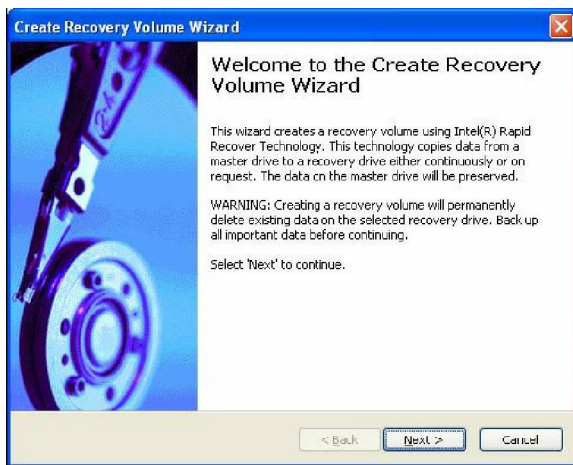 Create Recovery Volume Wizard
Welcome to the Create Recovery
Volume Wizard
This wizard creates a recovery volume using Intel(R) Rapid
Recover Technology. This technology copies data from a
master drive to a recovery drive either continuously or on
request. The data on the master drive will be preserved.
WARNING: Creating a recovery volume will permanently
delete existing data on the selected recovery drive. Back up
all important data before continuing.
Select 'Next' to continue.
< Back
Next >
Cancel